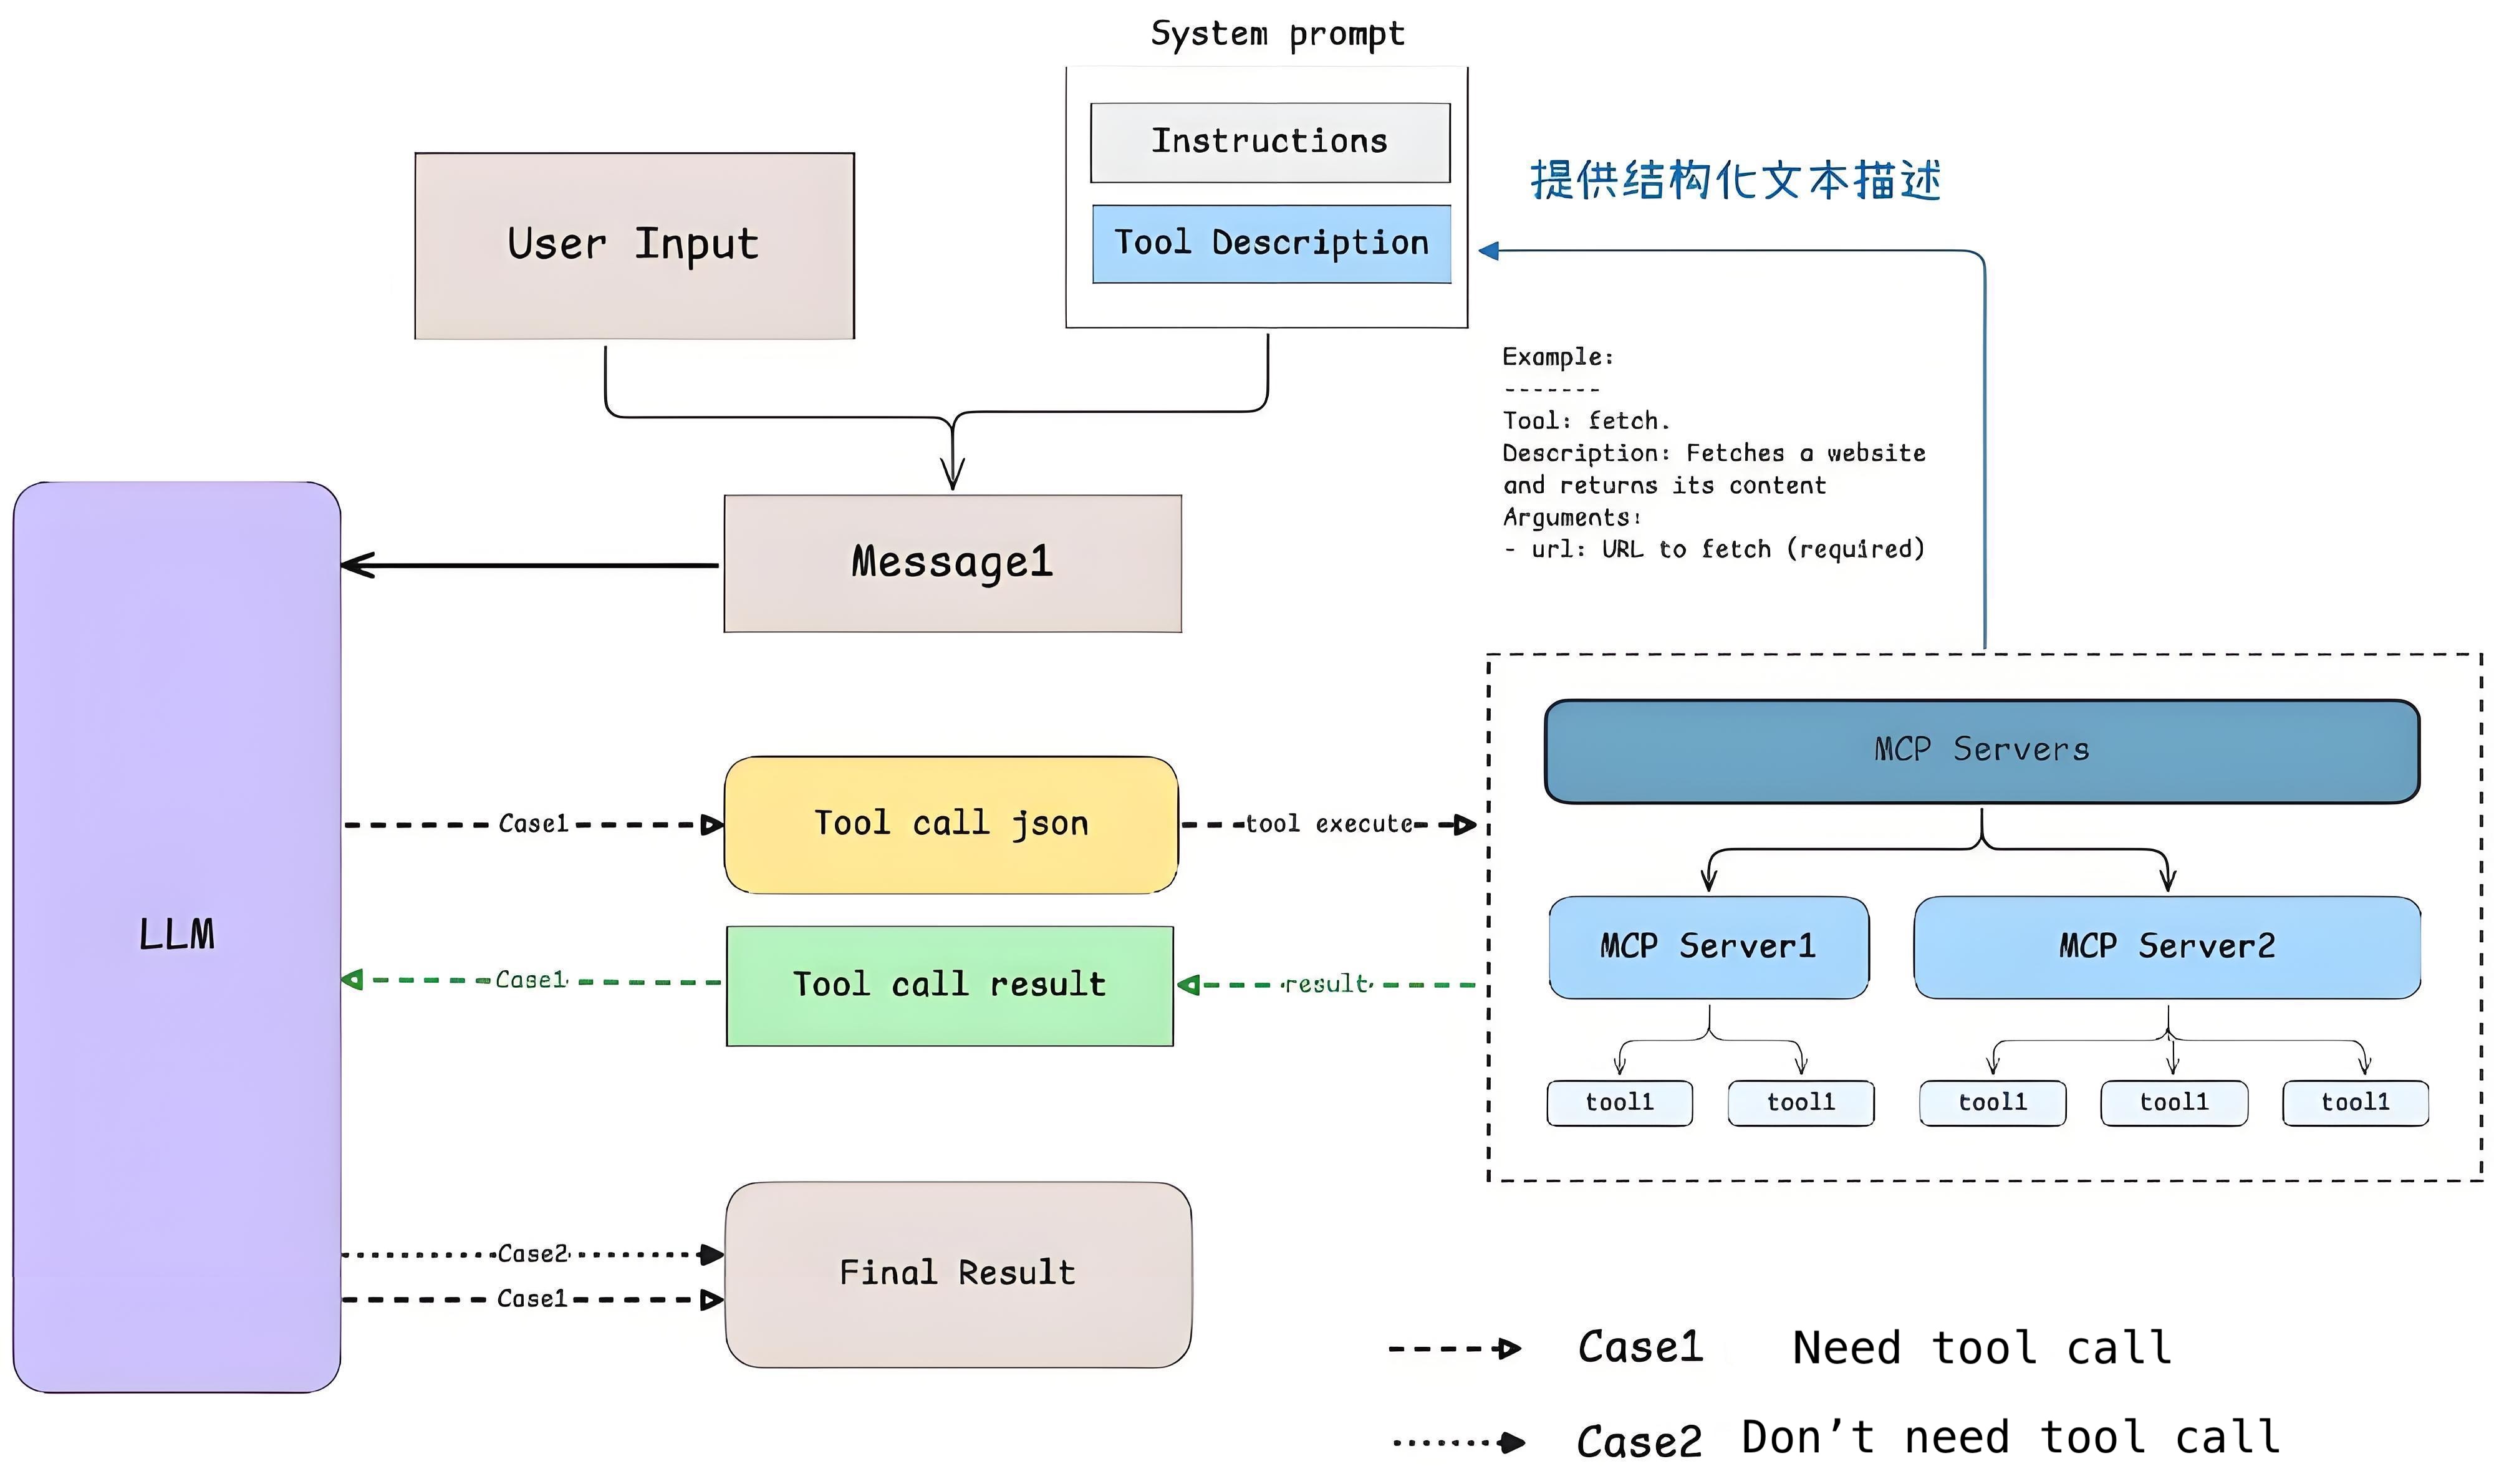 System prompt
Instructions
Tool Description
User Input
提供结构化文本描述
Example:
-------
Tool: fetch.
Description: Fetches a website
and returns its content
Arguments:
- url: URL to fetch (required)
Message1
LLM
Case1
Tool call json
tool execute
Case1
Tool call result
result
MCP Servers
MCP Server1
MCP Server2
tool1
tool1
tool1
tool1
tool1
Case2
Case1
Final Result
Case1 Need tool call
Case2 Don’t need tool call